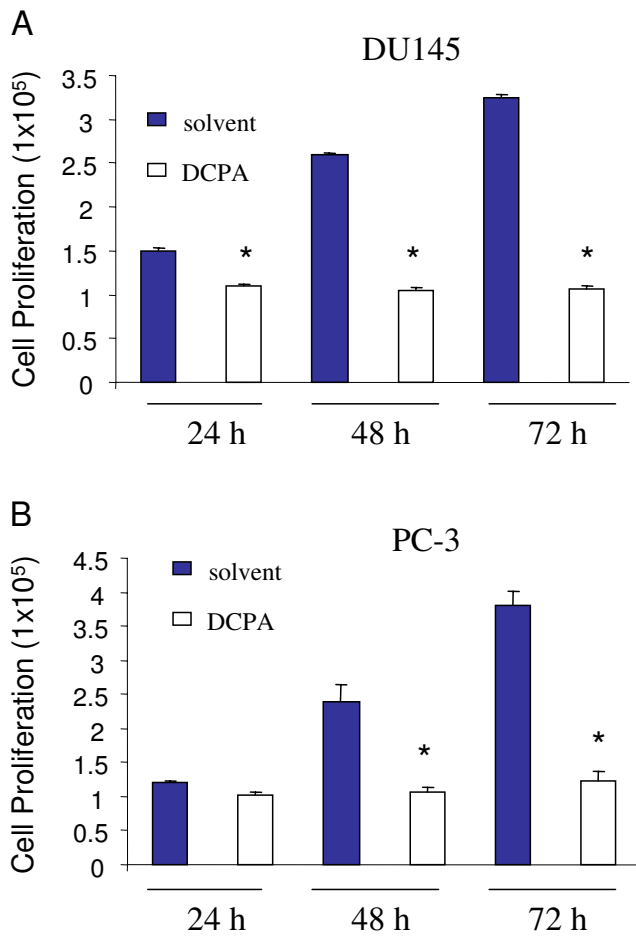 A
DU145
Cell Proliferation (1x10⁵)
3.5
3
2.5
2
1.5
1
0.5
0
solvent
DCPA
*
*
*
24 h
48 h
72 h
B
PC-3
Cell Proliferation (1x10⁵)
4.5
4
3.5
3
2.5
2
1.5
1
0.5
0
solvent
DCPA
*
*
24 h
48 h
72 h